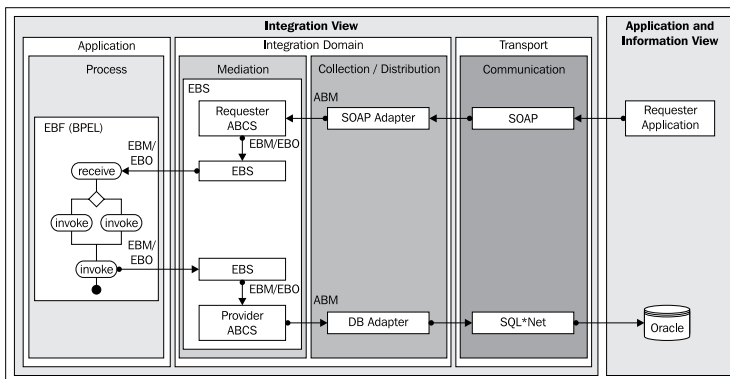 Integration View
Application and
Information View
Application
Integration Domain
Transport
Process
Mediation
Collection / Distribution
Communication
EBS
ABM
Requester
ABCS
SOAP Adapter
SOAP
Requester
Application
EBF (BPEL)
EBM/
EBO
EBM/EBO
receive
EBS
invoke
invoke
EBM/
EBO
invoke
EBS
EBM/EBO
ABM
Provider
ABCS
DB Adapter
SQL*Net
Oracle